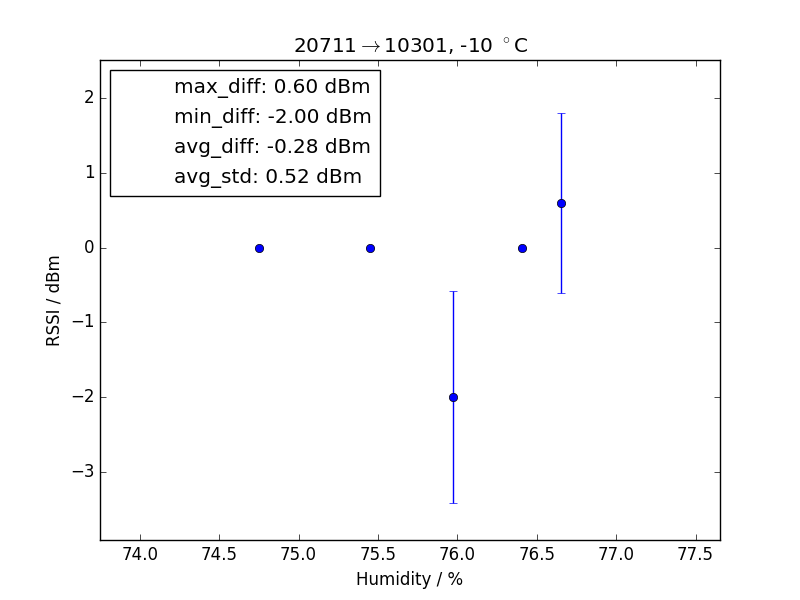 20711→10301, -10 °C
max_diff: 0.60 dBm
min_diff: -2.00 dBm
avg_diff: -0.28 dBm
avg_std: 0.52 dBm
RSSI / dBm
2
1
0
−1
−2
−3
74.0 74.5 75.0 75.5 76.0 76.5 77.0 77.5
Humidity / %